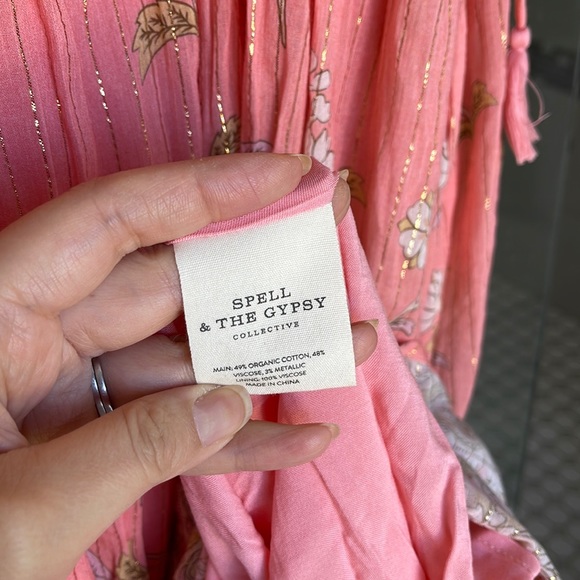 SPELL
& THE GYPSY
COLLECTIVE
MAIN: 49% ORGANIC COTTON, 48%
VISCOSE, 3% METALLIC
LINING: 100% VISCOSE
MADE IN CHINA